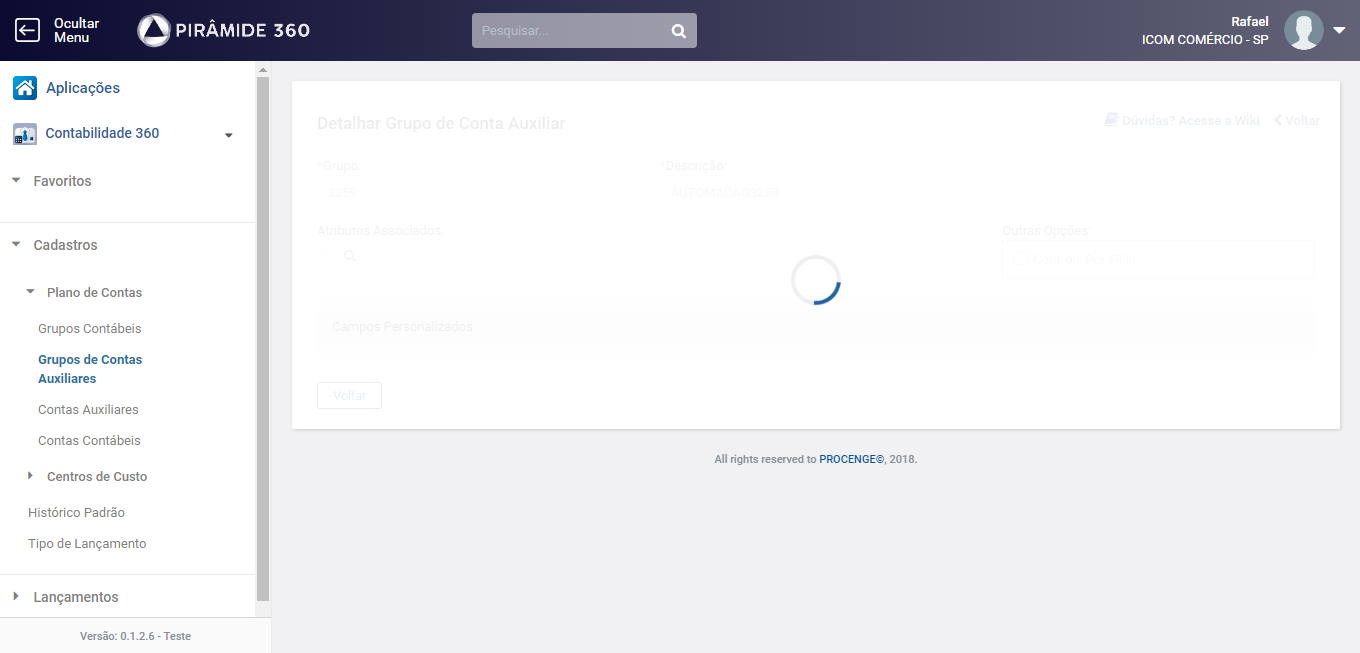 Ocultar
Menu
PIRÂMIDE 360
Pesquisar...
Rafael
ICOM COMÉRCIO - SP
Aplicações
Contabilidade 360
Favoritos
Cadastros
Plano de Contas
Grupos Contábeis
Grupos de Contas
Auxiliares
Contas Auxiliares
Contas Contábeis
Centros de Custo
Histórico Padrão
Tipo de Lançamento
Lançamentos
Versão: 0.1.2.6 - Teste
Detalhar Grupo de Conta Auxiliar
Dúvidas? Acesse a Wiki
Voltar
*Grupo:
*Descrição:
3259
AUTOMACAO3259
Atributos Associados:
Outras Opções:
Controla Por Filial
Campos Personalizados
Voltar
All rights reserved to PROCENGE©, 2018.